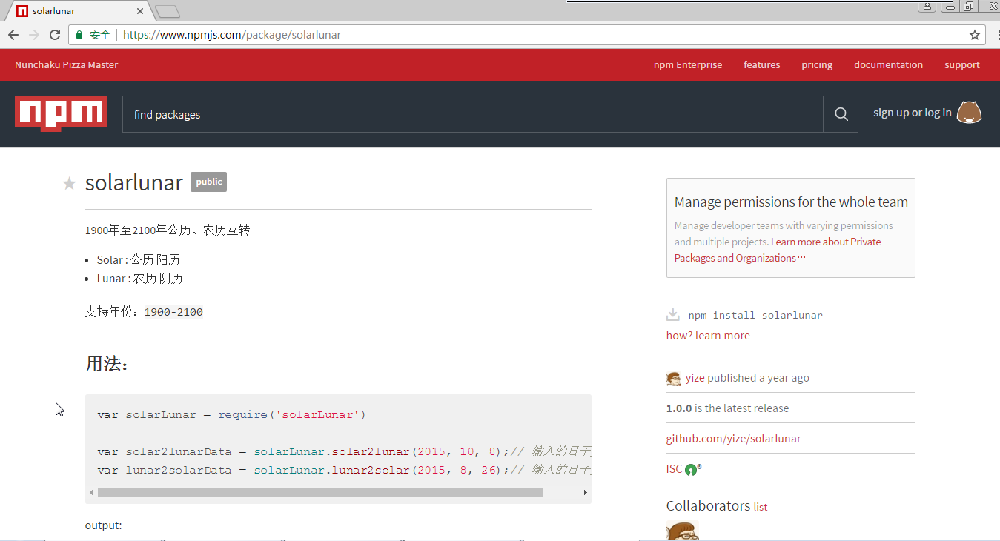 solarlunar
安全 https://www.npmjs.com/package/solarlunar
Nunchaku Pizza Master npm Enterprise features pricing documentation support
npm find packages sign up or log in
solarlunar public
1900年至2100年公历、农历互转
Solar : 公历 阳历
Lunar : 农历 阴历
支持年份：1900-2100
用法：
var solarLunar = require('solarLunar')
var solar2lunarData = solarLunar.solar2lunar(2015, 10, 8);// 输入的日子
var lunar2solarData = solarLunar.lunar2solar(2015, 8, 26);// 输入的日子
output:
Manage permissions for the whole team
Manage developer teams with varying permissions
and multiple projects. Learn more about Private
Packages and Organizations…
npm install solarlunar
how? learn more
yize published a year ago
1.0.0 is the latest release
github.com/yize/solarlunar
ISC ®
Collaborators list